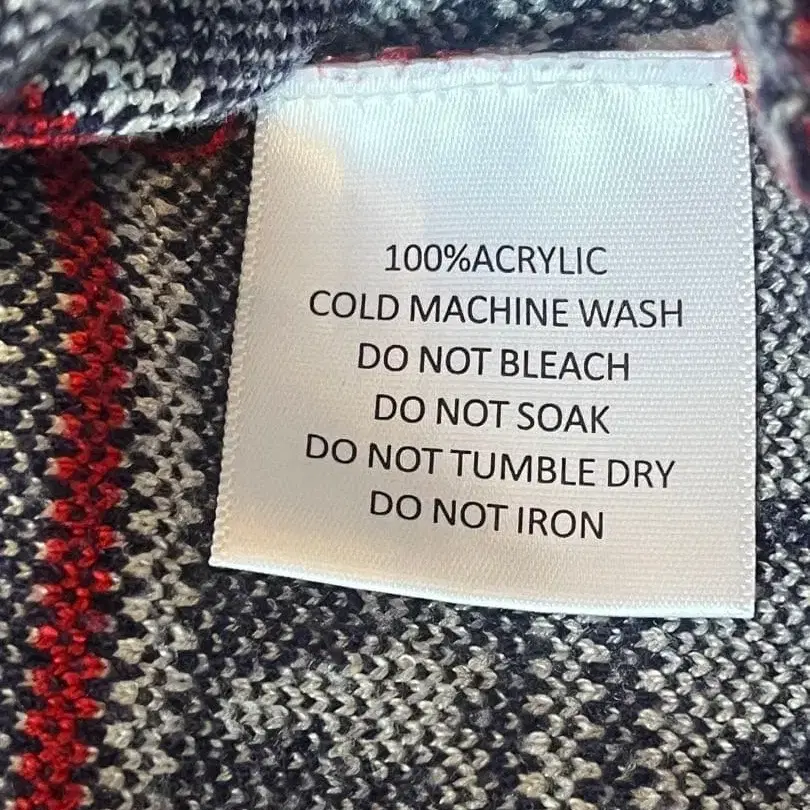 100%ACRYLIC
COLD MACHINE WASH
DO NOT BLEACH
DO NOT SOAK
DO NOT TUMBLE DRY
DO NOT IRON